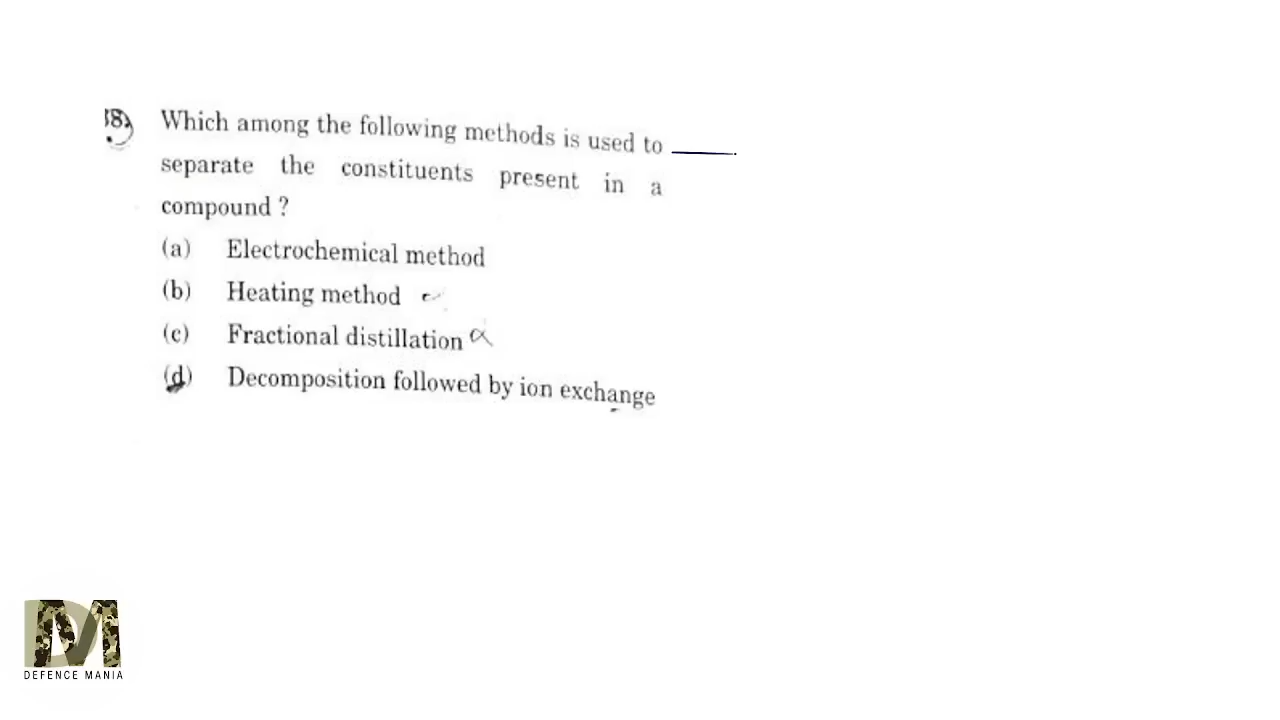 38.
Which among the following methods is used to
separate the constituents present in a
compound ?
(a) Electrochemical method
(b) Heating method
(c) Fractional distillation
(d) Decomposition followed by ion exchange
DM
DEFENCE MANIA